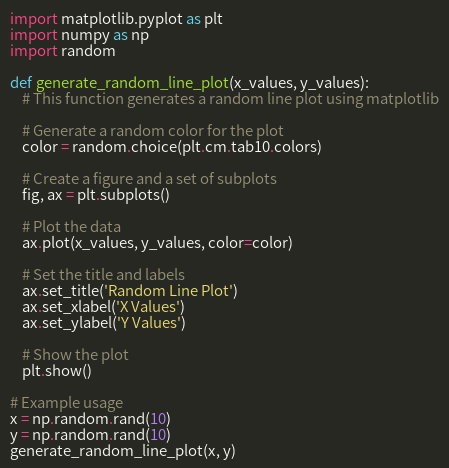 import matplotlib.pyplot as plt
import numpy as np
import random

def generate_random_line_plot(x_values, y_values):
    # This function generates a random line plot using matplotlib

    # Generate a random color for the plot
    color = random.choice(plt.cm.tab10.colors)

    # Create a figure and a set of subplots
    fig, ax = plt.subplots()

    # Plot the data
    ax.plot(x_values, y_values, color=color)

    # Set the title and labels
    ax.set_title('Random Line Plot')
    ax.set_xlabel('X Values')
    ax.set_ylabel('Y Values')

    # Show the plot
    plt.show()

# Example usage
x = np.random.rand(10)
y = np.random.rand(10)
generate_random_line_plot(x, y)